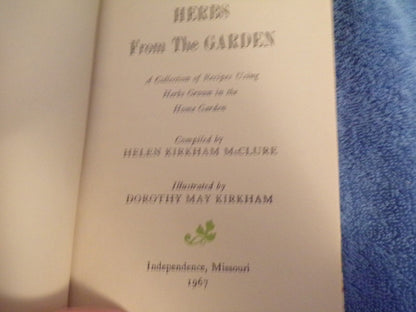 HERBS
From The GARDEN
A Collection of Recipes Using
Herbs Grown in the
Home Garden
Compiled by
HELEN KIRKHAM McCLURE
Illustrated by
DOROTHY MAY KIRKHAM
Independence, Missouri
1967